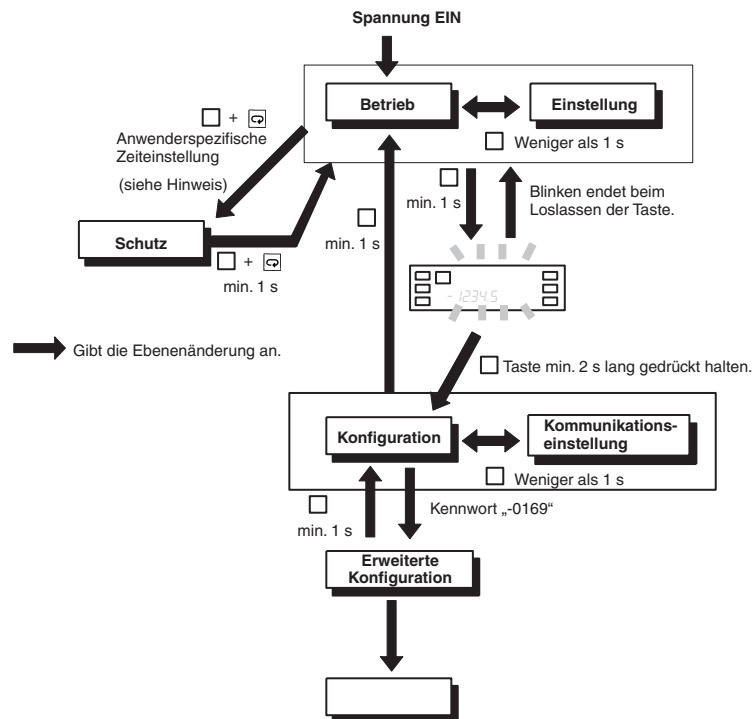 Spannung EIN
Betrieb
Einstellung
Weniger als 1 s
+
Anwenderspezifische
Zeiteinstellung
(siehe Hinweis)
min. 1 s
Blinken endet beim
Loslassen der Taste.
min. 1 s
Schutz
+
min. 1 s
-1234.5
Gibt die Ebenenänderung an.
Taste min. 2 s lang gedrückt halten.
Konfiguration
Kommunikations-
einstellung
Weniger als 1 s
min. 1 s
Kennwort „-0169“
Erweiterte
Konfiguration